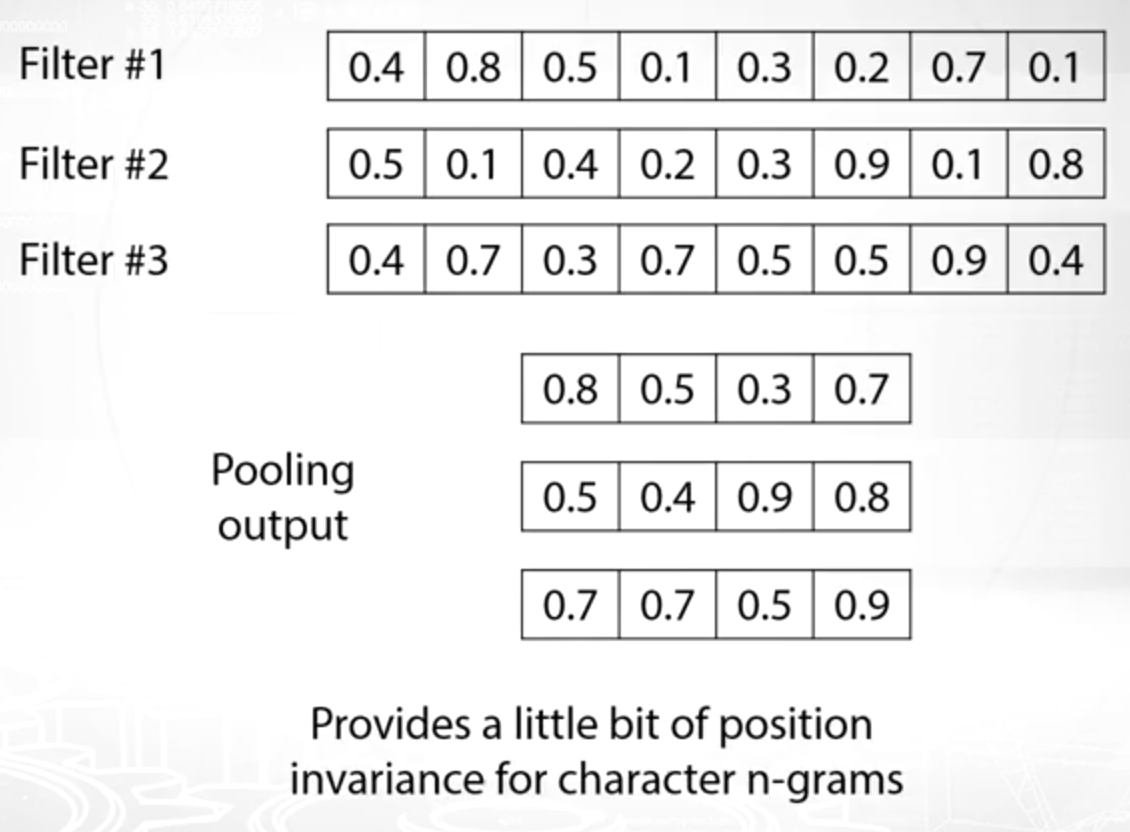 Filter #1 0.4 0.8 0.5 0.1 0.3 0.2 0.7 0.1
Filter #2 0.5 0.1 0.4 0.2 0.3 0.9 0.1 0.8
Filter #3 0.4 0.7 0.3 0.7 0.5 0.5 0.9 0.4
0.8 0.5 0.3 0.7
Pooling
output
0.5 0.4 0.9 0.8
0.7 0.7 0.5 0.9
Provides a little bit of position
invariance for character n-grams